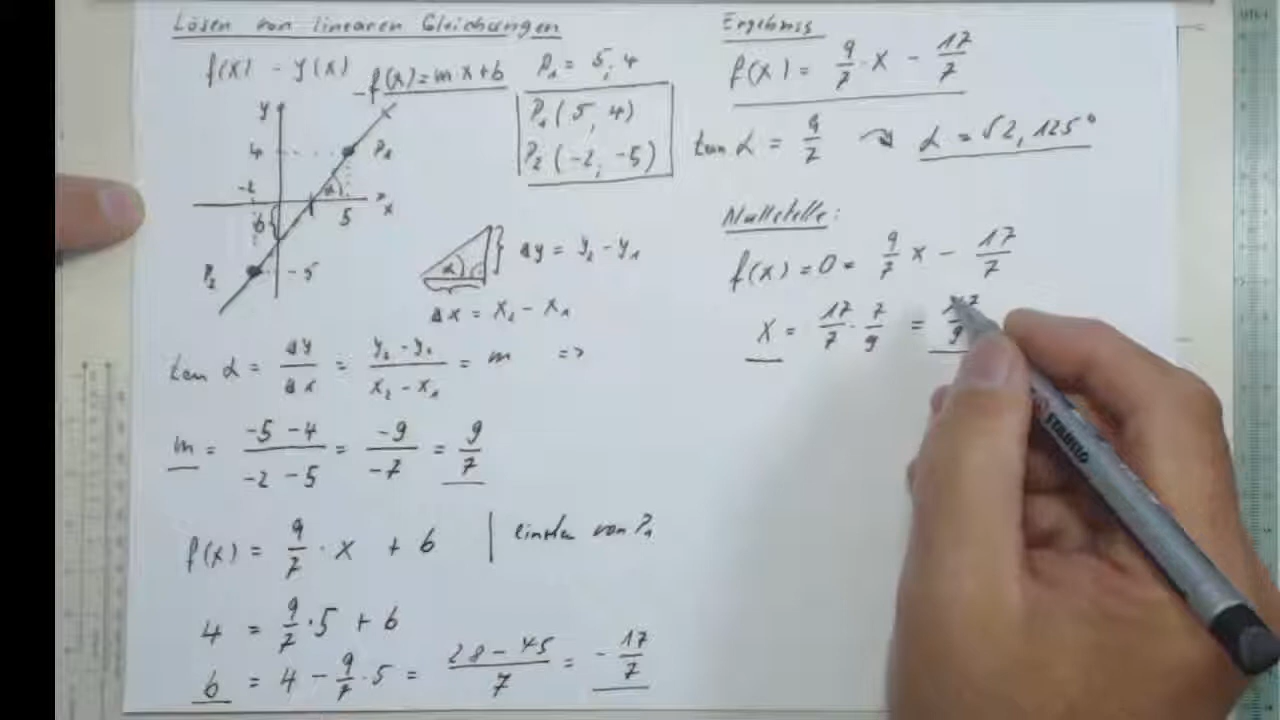 Lösen von linearen Gleichungen
f(x) - y(x)
f(x) = m·x+b
P₁ = 5, 4
P₁ (5, 4)
P₂ (-2, -5)
y
4
P₁
-2
α
x
b
5
P₂
-5
α
Δy = y₂ - y₁
Δx = x₂ - x₁
tan α = Δy/Δx = (y₂ - y₁)/(x₂ - x₁) = m =>
m = (-5 -4)/(-2 -5) = -9/-7 = 9/7
f(x) = 9/7 · x + b | von P₁
4 = 9/7 · 5 + b
b = 4 - 9/7 · 5 = (28 - 45)/7 = - 17/7
Ergebnis
f(x) = 9/7 · x - 17/7
tan α = 9/7 ↷ α = 52,125°
Nullstelle:
f(x) = 0 = 9/7 x - 17/7
x = 17/7 · 7/9 =
STABILO